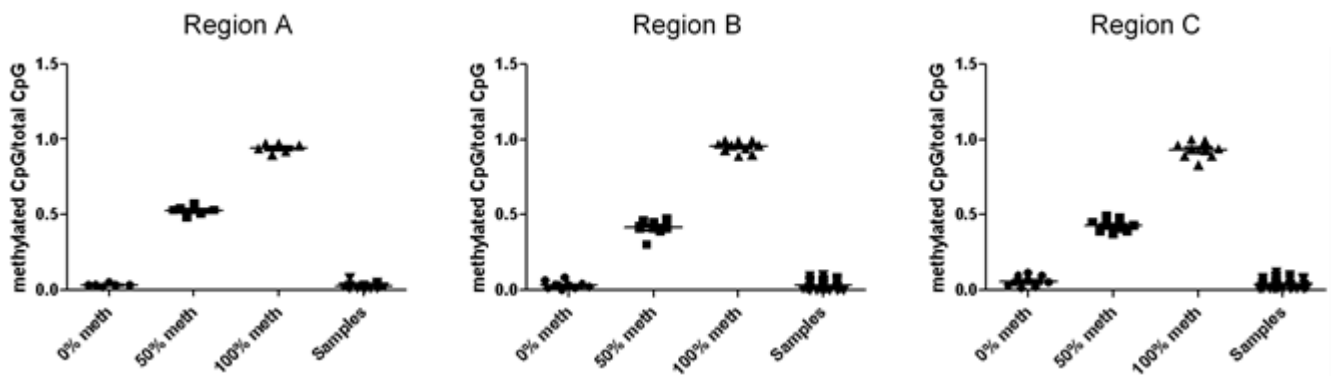 Region A
methylated CpG/total CpG
1.5
1.0
0.5
0.0
0% meth
50% meth
100% meth
Samples
Region B
methylated CpG/total CpG
1.5
1.0
0.5
0.0
0% meth
50% meth
100% meth
Samples
Region C
methylated CpG/total CpG
1.5
1.0
0.5
0.0
0% meth
50% meth
100% meth
Samples